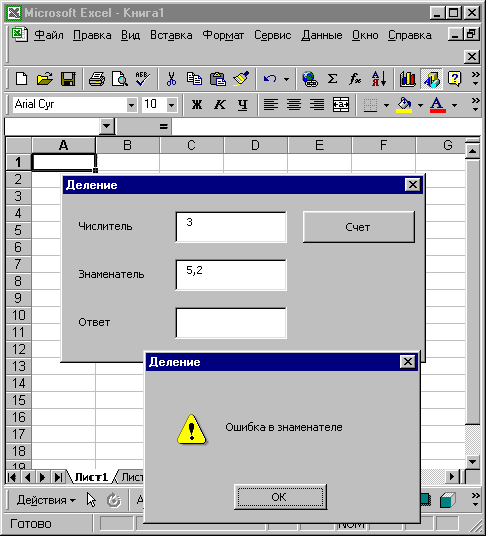 Microsoft Excel - Книга1
Файл Правка Вид Вставка Формат Сервис Данные Окно Справка
Arial Cyr 10 Ж К Ч
=
A B C D E F G
1
2
Деление
3
4
Числитель 3 Счет
5
6
7
Знаменатель 5,2
8
9
10
Ответ
11
12
13
Деление
14
15
16
Ошибка в знаменателе
17
18
19
Лист1
OK
Действия
Готово NUM